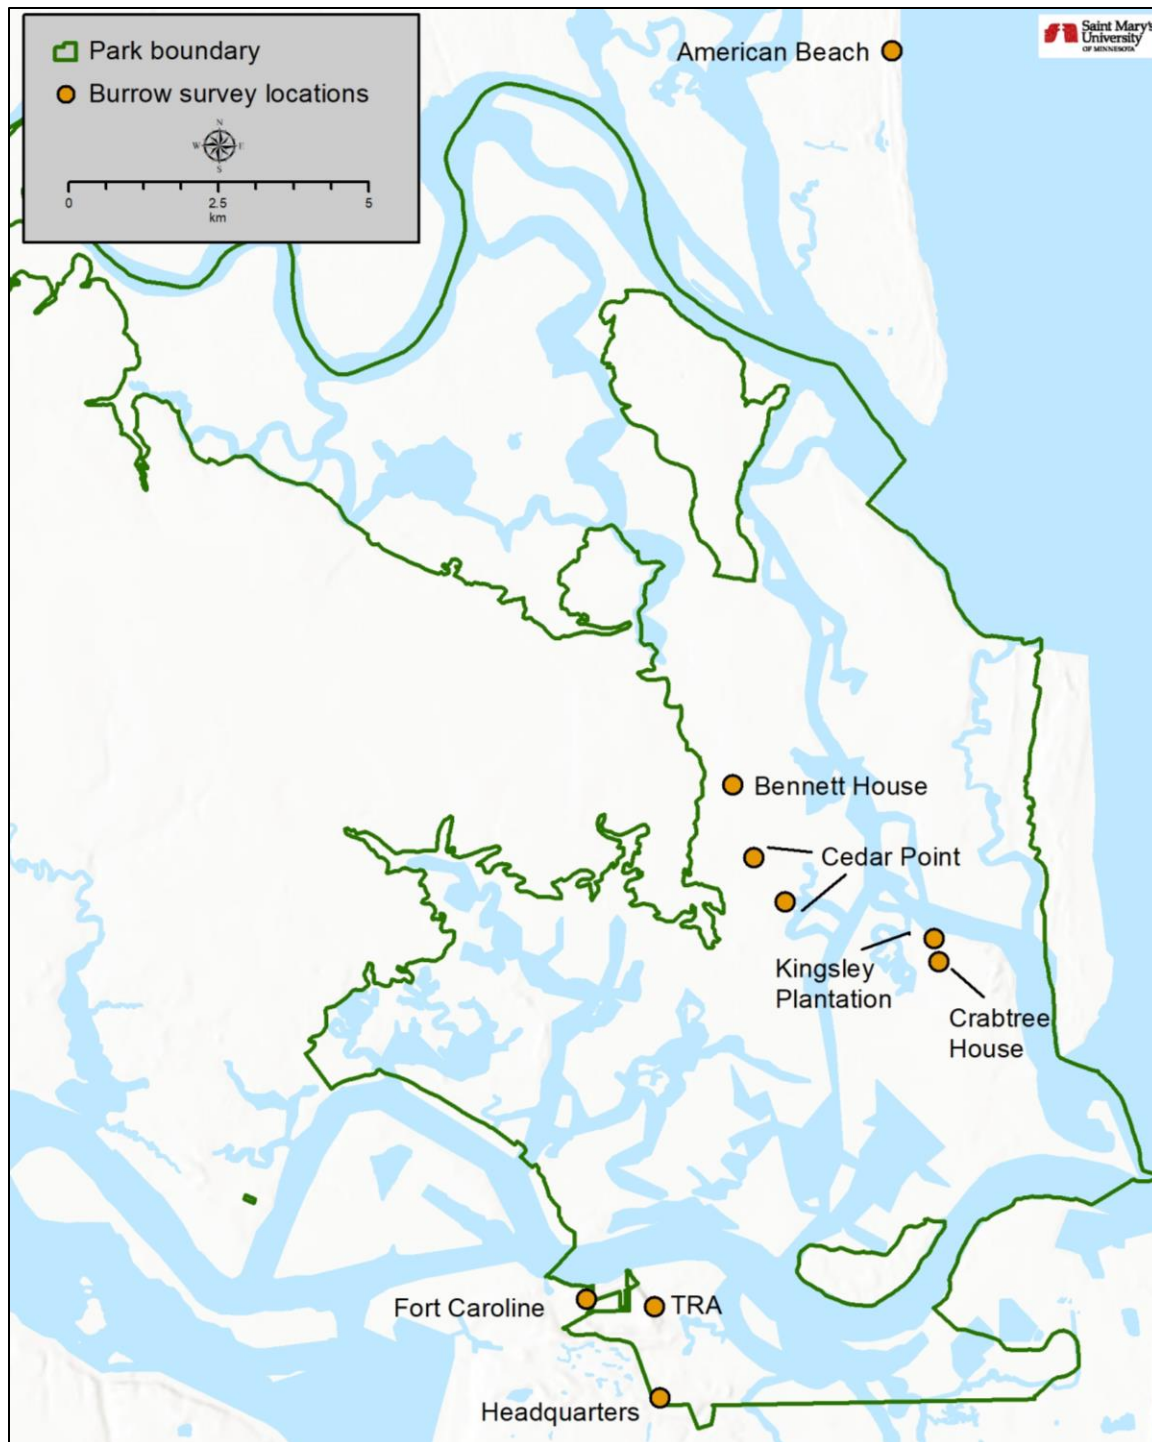 Park boundary
Burrow survey locations
N
W E
S
0 2.5 5
km
American Beach
Saint Mary's
University
OF MINNESOTA
Bennett House
Cedar Point
Kingsley
Plantation
Crabtree
House
Fort Caroline
TRA
Headquarters